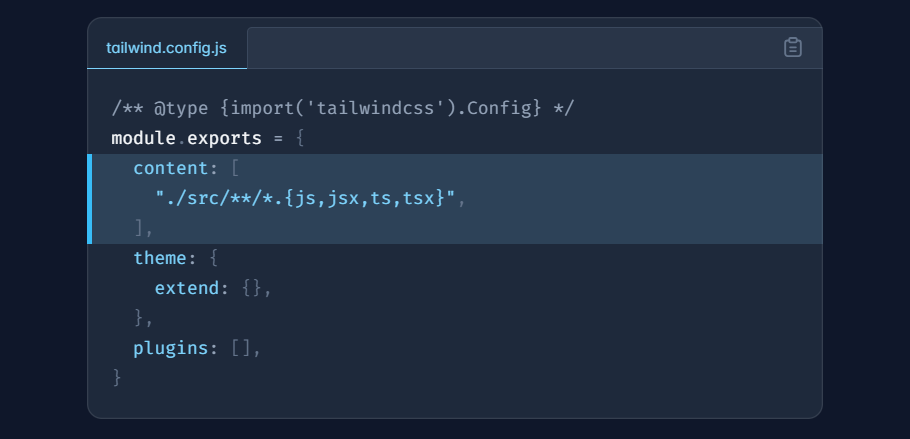 tailwind.config.js
/** @type {import('tailwindcss').Config} */
module.exports = {
  content: [
    "./src/**/*.{js,jsx,ts,tsx}",
  ],
  theme: {
    extend: {},
  },
  plugins: [],
}